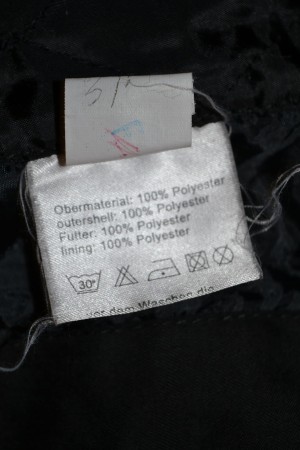 Obermaterial: 100% Polyester
outershell: 100% Polyester
Futter: 100% Polyester
lining: 100% Polyester
30°
vor dem Waschen die